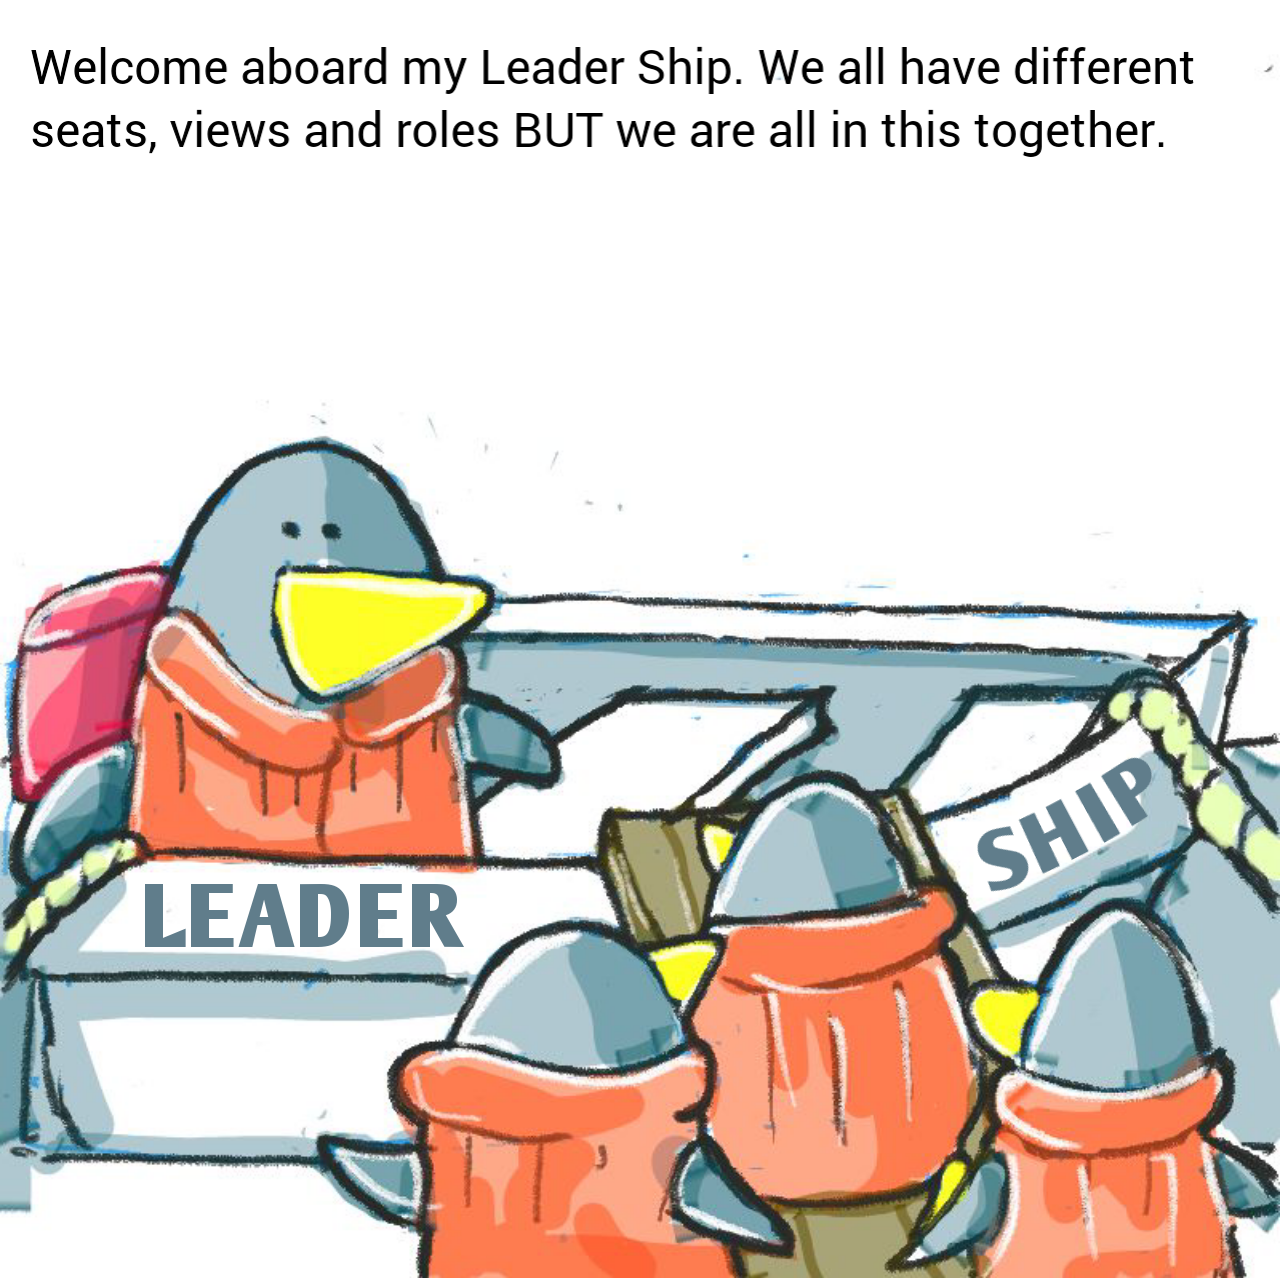 Welcome aboard my Leader Ship. We all have different
seats, views and roles BUT we are all in this together.
LEADER
SHIP